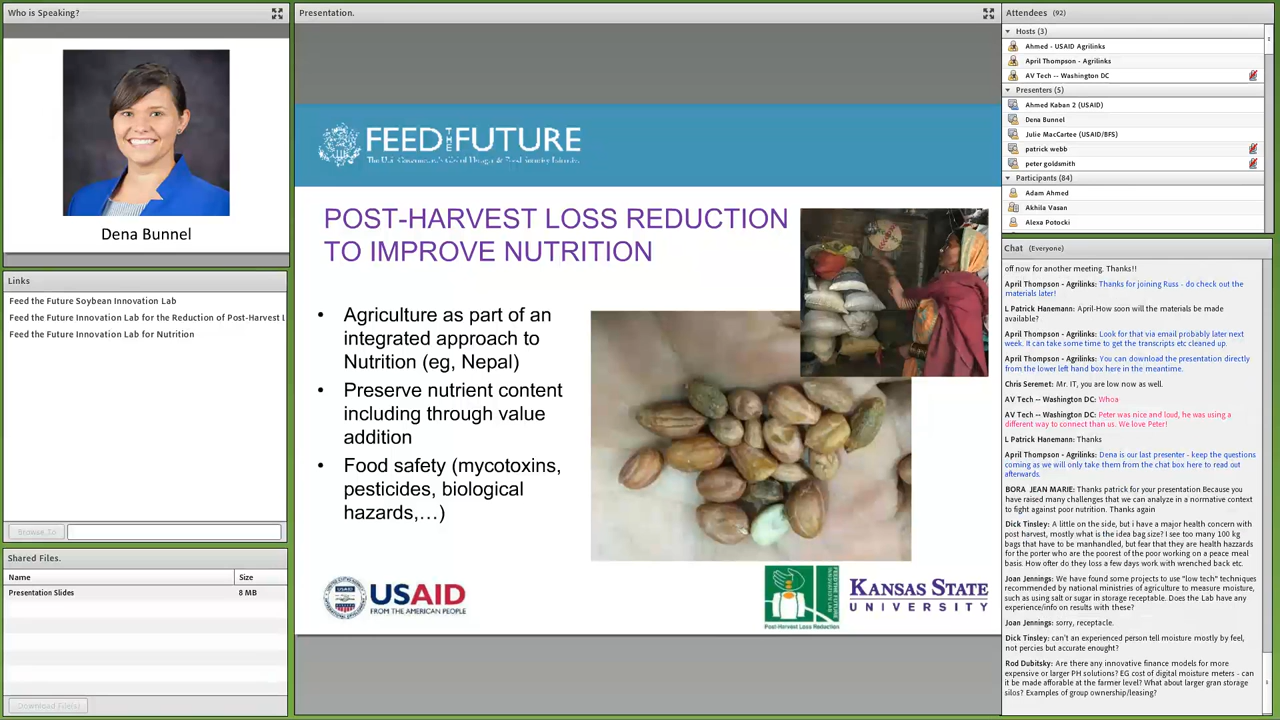 Who is Speaking?
Dena Bunnel
Links
Feed the Future Soybean Innovation Lab
Feed the Future Innovation Lab for the Reduction of Post-Harvest L
Feed the Future Innovation Lab for Nutrition
Browse To
Shared Files.
Name Size
Presentation Slides 8 MB
Download File(s)
Presentation.
FEED THE FUTURE
The U.S. Government's Global Hunger & Food Security Initiative
POST-HARVEST LOSS REDUCTION
TO IMPROVE NUTRITION
• Agriculture as part of an
integrated approach to
Nutrition (eg, Nepal)
• Preserve nutrient content
including through value
addition
• Food safety (mycotoxins,
pesticides, biological
hazards,…)
USAID
FROM THE AMERICAN PEOPLE
Post-Harvest Loss Reduction
KANSAS STATE
UNIVERSITY
Attendees (92)
Hosts (3)
Ahmed - USAID Agrilinks
April Thompson - Agrilinks
AV Tech -- Washington DC
Presenters (5)
Ahmed Kaban 2 (USAID)
Dena Bunnel
Julie MacCartee (USAID/BFS)
patrick webb
peter goldsmith
Participants (84)
Adam Ahmed
Akhila Vasan
Alexa Potocki
Chat (Everyone)
off now for another meeting. Thanks!!
April Thompson - Agrilinks: Thanks for joining Russ - do check out the
materials later!
L Patrick Hanemann: April-How soon will the materials be made
available?
April Thompson - Agrilinks: Look for that via email probably later next
week. It can take some time to get the transcripts etc cleaned up.
April Thompson - Agrilinks: You can download the presentation directly
from the lower left hand box here in the meantime.
Chris Seremet: Mr. IT, you are low now as well.
AV Tech -- Washington DC: Whoa
AV Tech -- Washington DC: Peter was nice and loud, he was using a
different way to connect than us. We love Peter!
L Patrick Hanemann: Thanks
April Thompson - Agrilinks: Dena is our last presenter - keep the questions
coming as we will only take them from the chat box here to read out
afterwards.
BORA JEAN MARIE: Thanks patrick for your presentation Because you
have raised many challenges that we can analyze in a normative context
to fight against poor nutrition. Thanks again
Dick Tinsley: A little on the side, but i have a major health concern with
post harvest, mostly what is the idea bag size? I see too many 100 kg
bags that have to be manhandled, but fear that they are health hazzards
for the porter who are the poorest of the poor working on a peace meal
basis. How ofter do they loss a few days work with wrenched back etc.
Joan Jennings: We have found some projects to use "low tech" techniques
recommended by national ministries of agriculture to measure moisture,
such as using salt or sugar in storage receptable. Does the Lab have any
experience/info on results with these?
Joan Jennings: sorry, receptacle.
Dick Tinsley: can't an experienced person tell moisture mostly by feel,
not percies but accurate enought?
Rod Dubitsky: Are there any innovative finance models for more
expensive or larger PH solutions? EG cost of digital moisture meters - can
it be made afforable at the farmer level? What about larger gran storage
silos? Examples of group ownership/leasing?